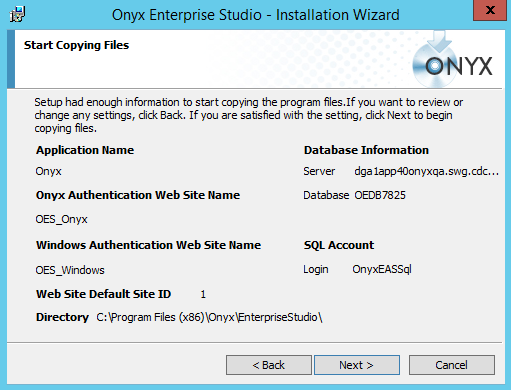 Onyx Enterprise Studio - Installation Wizard
x
Start Copying Files
ONYX
Setup had enough information to start copying the program files.If you want to review or
change any settings, click Back. If you are satisfied with the setting, click Next to begin
copying files.
Application Name
Onyx
Onyx Authentication Web Site Name
OES_Onyx
Windows Authentication Web Site Name
OES_Windows
Web Site Default Site ID 1
Directory C:\Program Files (x86)\Onyx\EnterpriseStudio\
Database Information
Server dga1app40onyxqa.swg.cdc...
Database OEDB7825
SQL Account
Login OnyxEASSql
< Back
Next >
Cancel